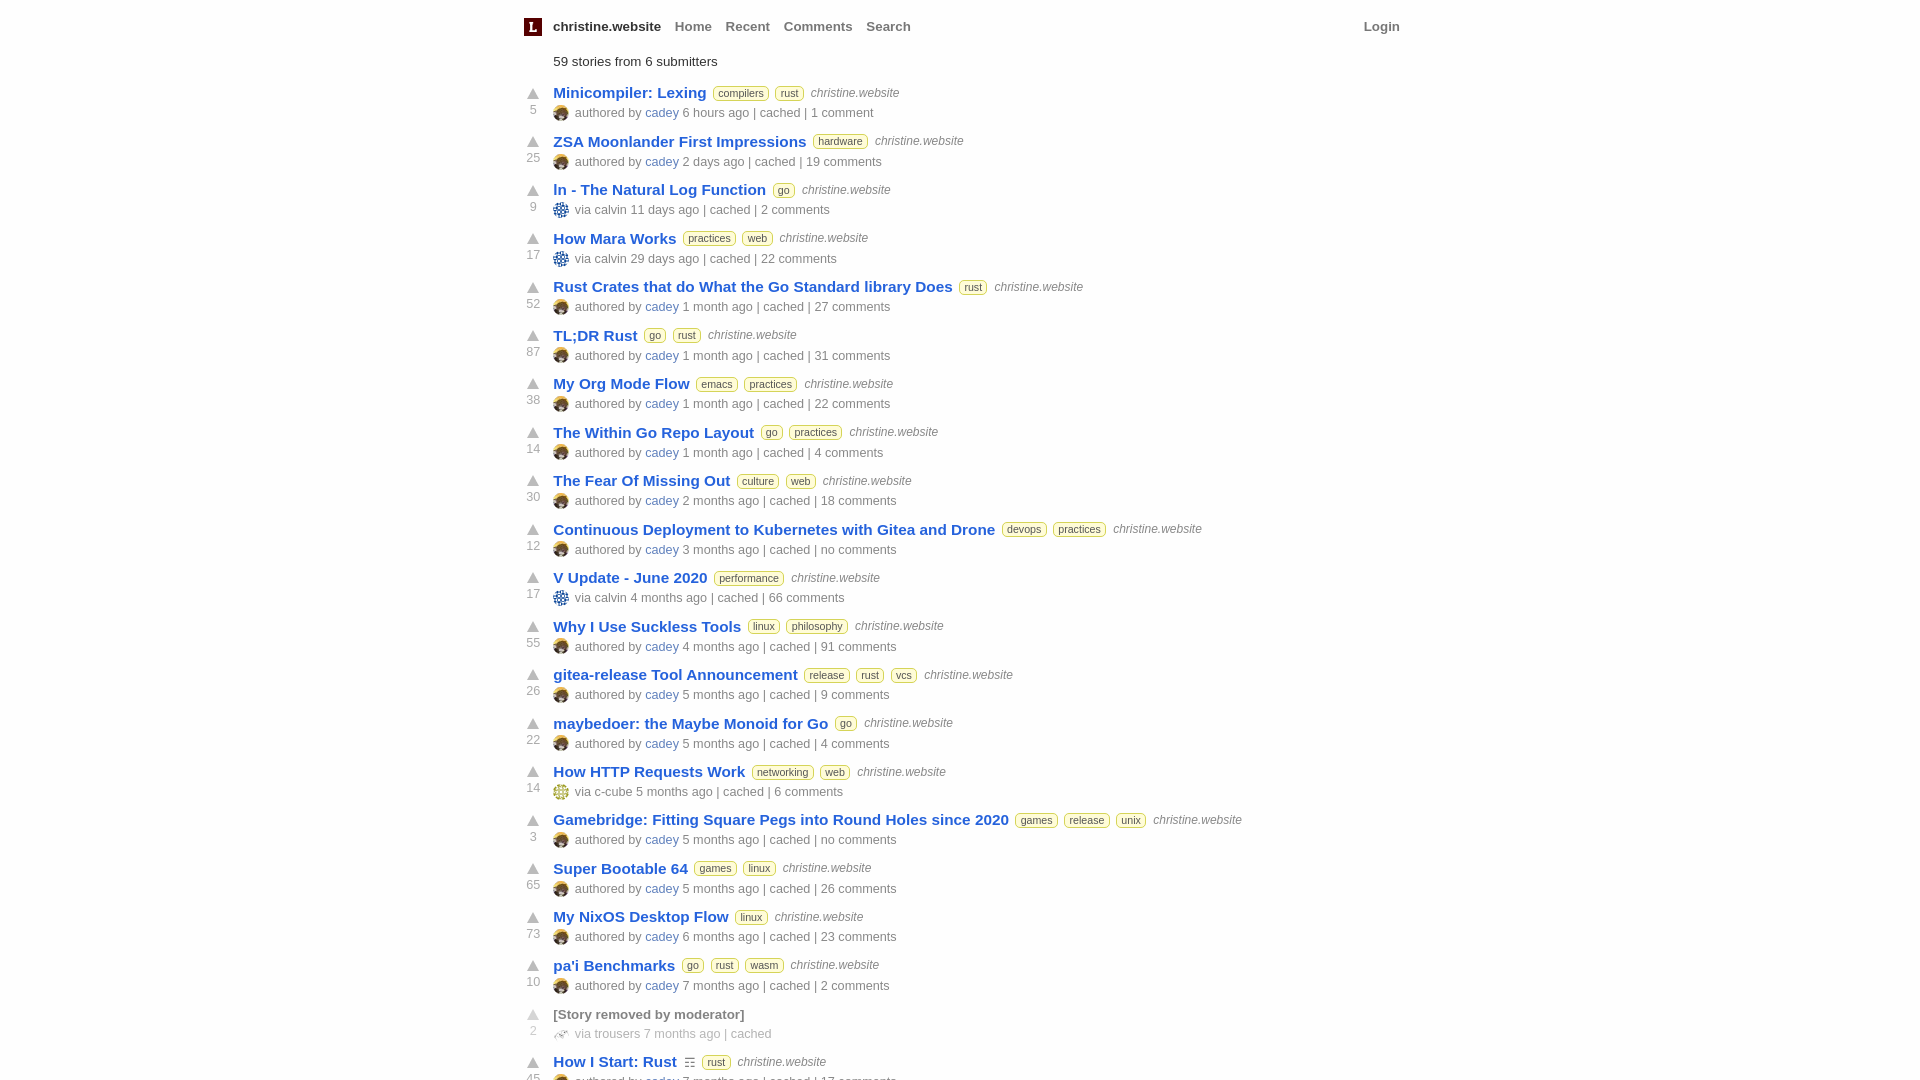 L christine.website Home Recent Comments Search Login
59 stories from 6 submitters
Minicompiler: Lexing compilers rust christine.website
5 authored by cadey 6 hours ago | cached | 1 comment
ZSA Moonlander First Impressions hardware christine.website
25 authored by cadey 2 days ago | cached | 19 comments
ln - The Natural Log Function go christine.website
9 via calvin 11 days ago | cached | 2 comments
How Mara Works practices web christine.website
17 via calvin 29 days ago | cached | 22 comments
Rust Crates that do What the Go Standard library Does rust christine.website
52 authored by cadey 1 month ago | cached | 27 comments
TL;DR Rust go rust christine.website
87 authored by cadey 1 month ago | cached | 31 comments
My Org Mode Flow emacs practices christine.website
38 authored by cadey 1 month ago | cached | 22 comments
The Within Go Repo Layout go practices christine.website
14 authored by cadey 1 month ago | cached | 4 comments
The Fear Of Missing Out culture web christine.website
30 authored by cadey 2 months ago | cached | 18 comments
Continuous Deployment to Kubernetes with Gitea and Drone devops practices christine.website
12 authored by cadey 3 months ago | cached | no comments
V Update - June 2020 performance christine.website
17 via calvin 4 months ago | cached | 66 comments
Why I Use Suckless Tools linux philosophy christine.website
55 authored by cadey 4 months ago | cached | 91 comments
gitea-release Tool Announcement release rust vcs christine.website
26 authored by cadey 5 months ago | cached | 9 comments
maybedoer: the Maybe Monoid for Go go christine.website
22 authored by cadey 5 months ago | cached | 4 comments
How HTTP Requests Work networking web christine.website
14 via c-cube 5 months ago | cached | 6 comments
Gamebridge: Fitting Square Pegs into Round Holes since 2020 games release unix christine.website
3 authored by cadey 5 months ago | cached | no comments
Super Bootable 64 games linux christine.website
65 authored by cadey 5 months ago | cached | 26 comments
My NixOS Desktop Flow linux christine.website
73 authored by cadey 6 months ago | cached | 23 comments
pa'i Benchmarks go rust wasm christine.website
10 authored by cadey 7 months ago | cached | 2 comments
[Story removed by moderator]
2 via trousers 7 months ago | cached
How I Start: Rust ☶ rust christine.website
45 authored by cadey 7 months ago | cached | 17 comments